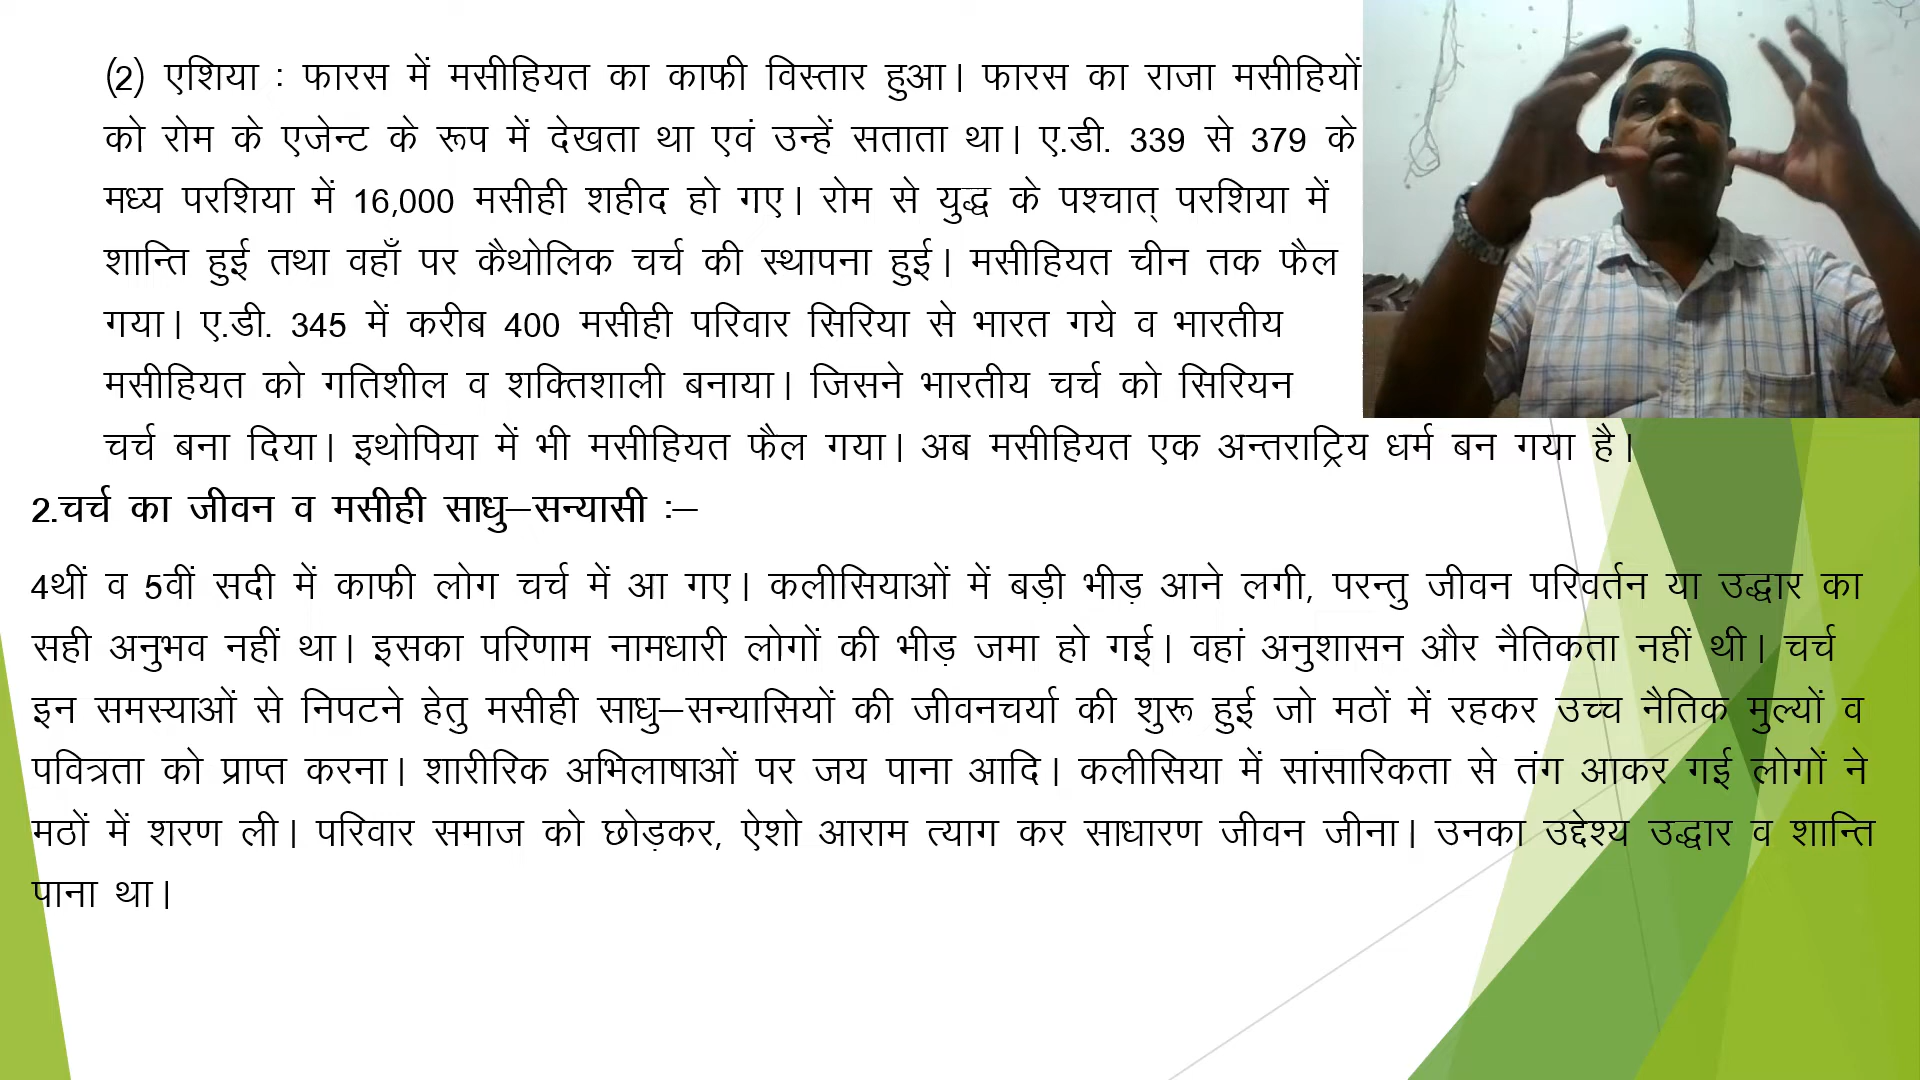 (2) एशिया : फारस में मसीहियत का काफी विस्तार हुआ। फारस का राजा मसीहियों
को रोम के एजेन्ट के रूप में देखता था एवं उन्हें सताता था। ए.डी. 339 से 379 के
मध्य परशिया में 16,000 मसीही शहीद हो गए। रोम से युद्ध के पश्चात् परशिया में
शान्ति हुई तथा वहाँ पर कैथोलिक चर्च की स्थापना हुई। मसीहियत चीन तक फैल
गया। ए.डी. 345 में करीब 400 मसीही परिवार सिरिया से भारत गये व भारतीय
मसीहियत को गतिशील व शक्तिशाली बनाया। जिसने भारतीय चर्च को सिरियन
चर्च बना दिया। इथोपिया में भी मसीहियत फैल गया। अब मसीहियत एक अन्तराट्रिय धर्म बन गया है।
2.चर्च का जीवन व मसीही साधु–सन्यासी :–
4थीं व 5वीं सदी में काफी लोग चर्च में आ गए। कलीसियाओं में बड़ी भीड़ आने लगी, परन्तु जीवन परिवर्तन या उद्धार का
सही अनुभव नहीं था। इसका परिणाम नामधारी लोगों की भीड़ जमा हो गई। वहां अनुशासन और नैतिकता नहीं थी। चर्च
इन समस्याओं से निपटने हेतु मसीही साधु–सन्यासियों की जीवनचर्या की शुरू हुई जो मठों में रहकर उच्च नैतिक मुल्यों व
पवित्रता को प्राप्त करना। शारीरिक अभिलाषाओं पर जय पाना आदि। कलीसिया में सांसारिकता से तंग आकर गई लोगों ने
मठों में शरण ली। परिवार समाज को छोड़कर, ऐशो आराम त्याग कर साधारण जीवन जीना। उनका उद्देश्य उद्धार व शान्ति
पाना था।